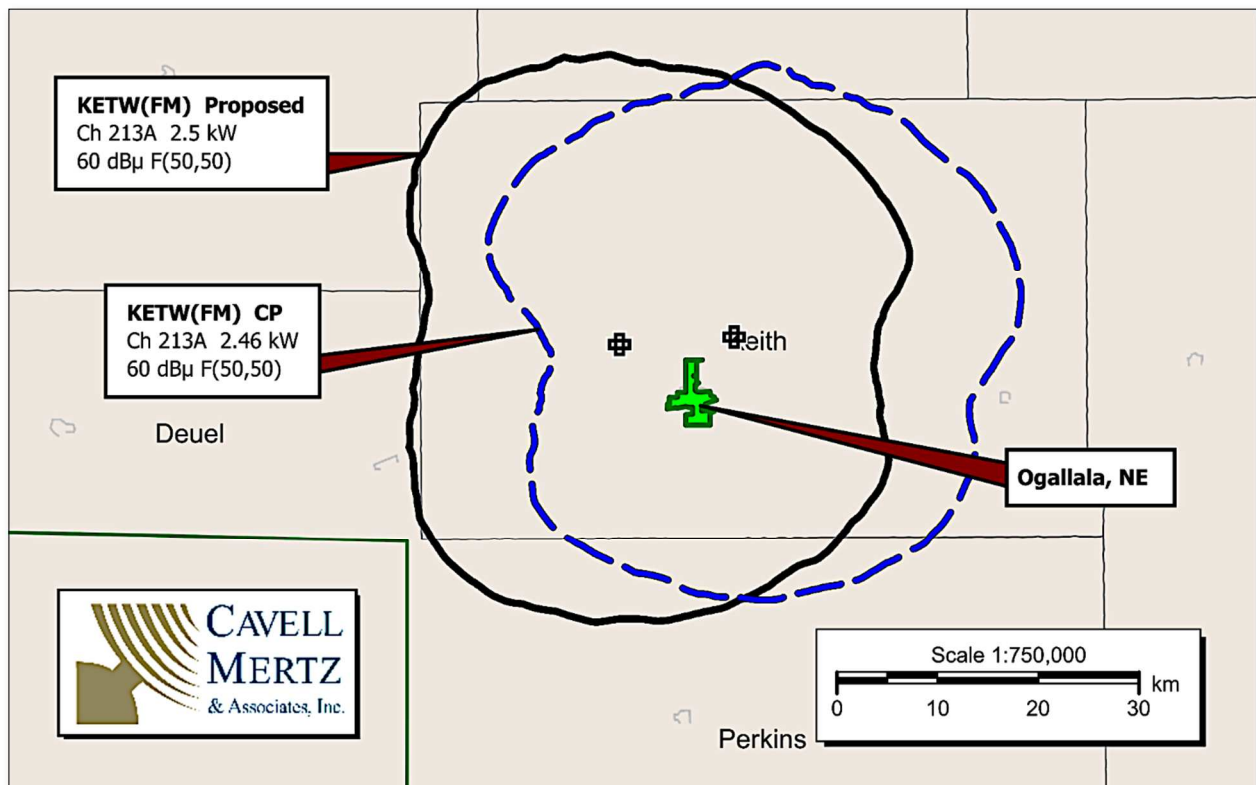 KETW(FM) Proposed
Ch 213A 2.5 kW
60 dBµ F(50,50)
KETW(FM) CP
Ch 213A 2.46 kW
60 dBµ F(50,50)
eith
Deuel
Ogallala, NE
CAVELL
MERTZ
& Associates, Inc.
Scale 1:750,000
km
0 10 20 30
Perkins